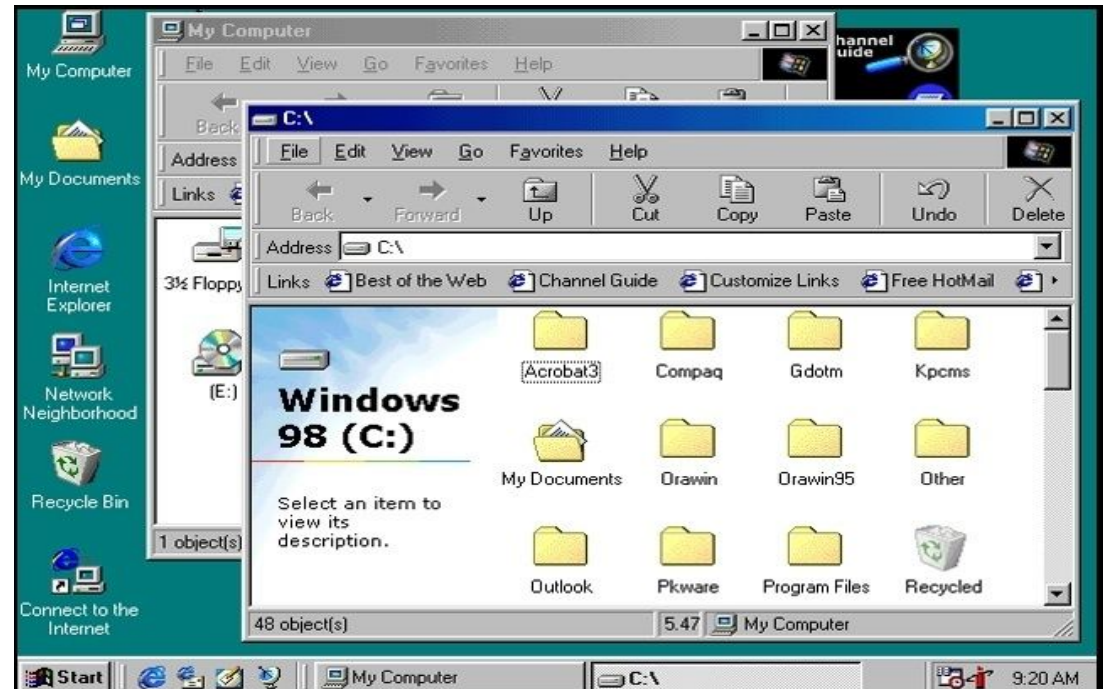 My Computer
My Documents
Internet
Explorer
Network
Neighborhood
Recycle Bin
Connect to the
Internet
My Computer
File Edit View Go Favorites Help
Back
Address
Links
3½ Floppy
(E:)
1 object(s)
hannel
uide
C:\
File Edit View Go Favorites Help
Back Forward Up Cut Copy Paste Undo Delete
Address C:\
Links Best of the Web Channel Guide Customize Links Free HotMail
Windows
98 (C:)
Select an item to
view its
description.
Acrobat3 Compaq Gdotm Kpcms
My Documents Orawin Orawin95 Other
Outlook Pkware Program Files Recycled
48 object(s) 5.47 My Computer
Start My Computer C:\ 9:20 AM